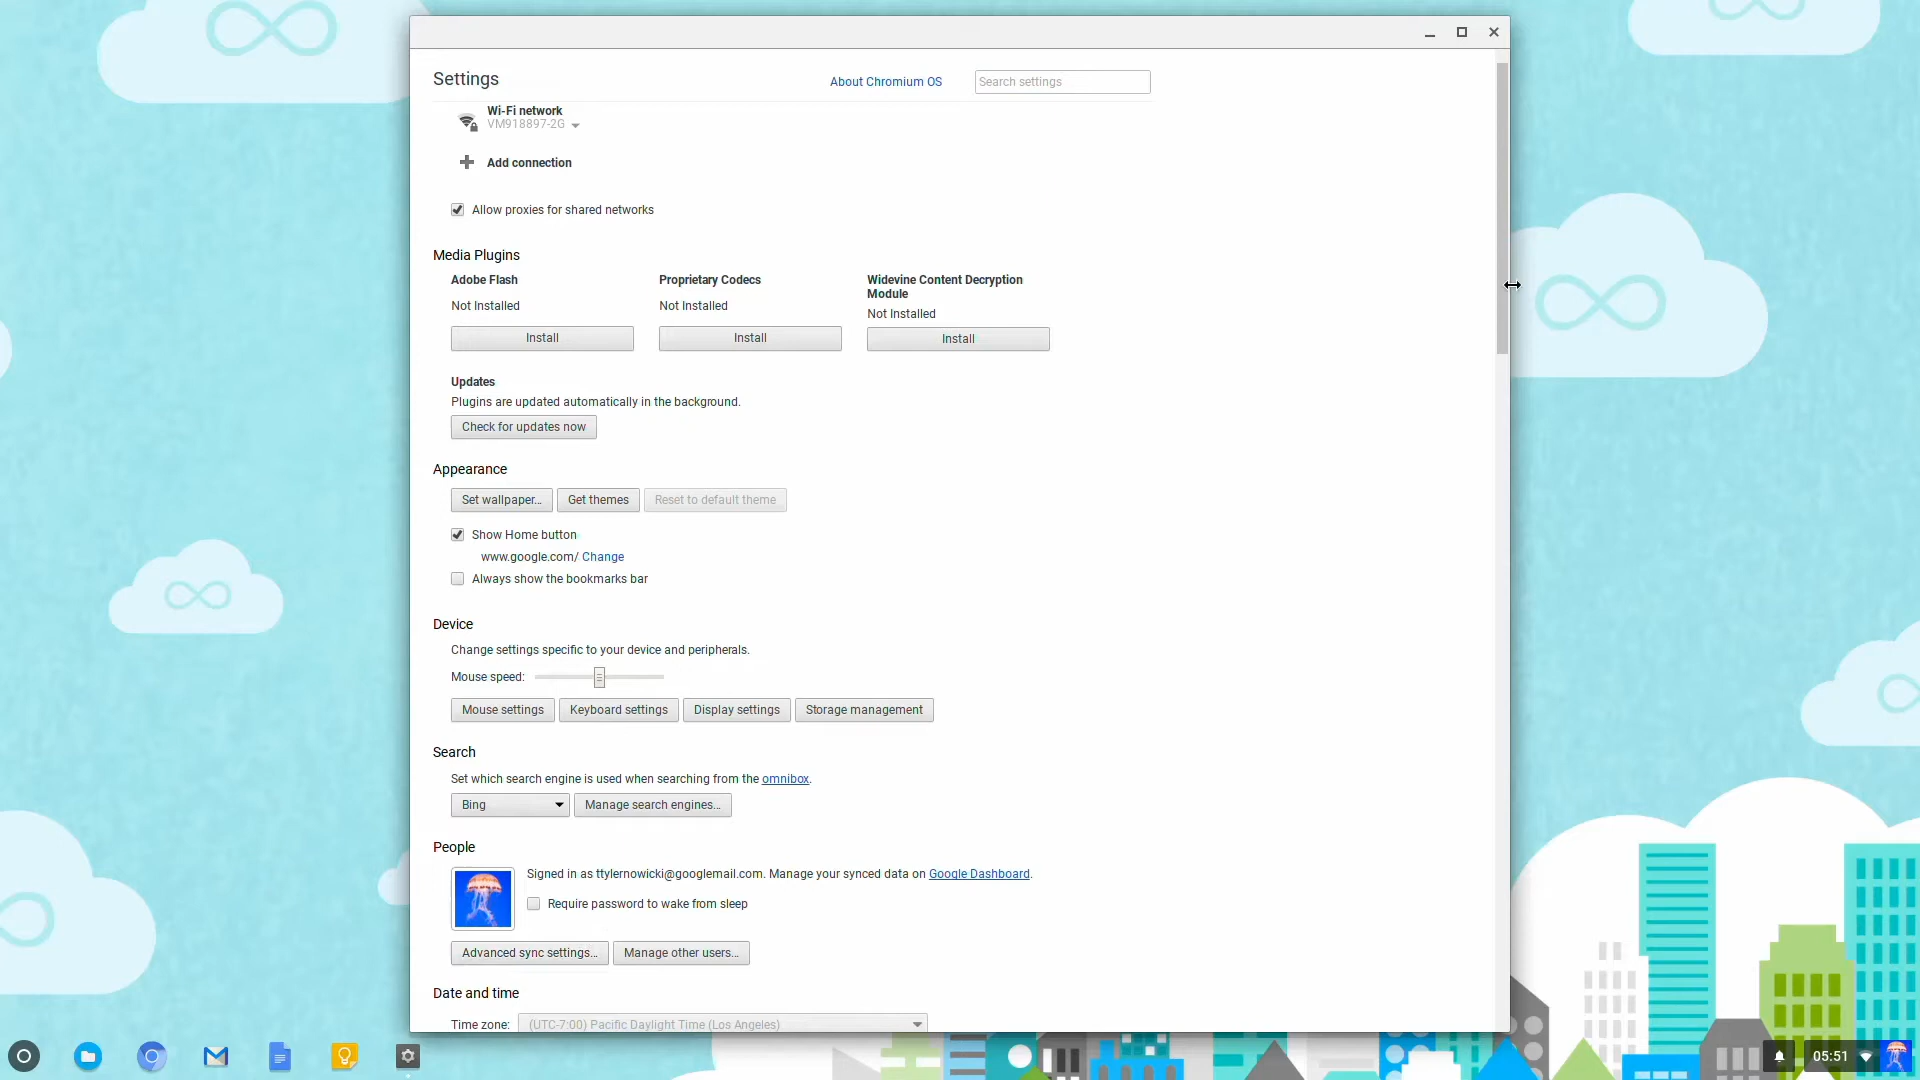 Settings
About Chromium OS
Search settings
Wi-Fi network
VM918897-2G
Add connection
Allow proxies for shared networks
Media Plugins
Adobe Flash
Proprietary Codecs
Widevine Content Decryption
Module
Not Installed
Not Installed
Not Installed
Install
Install
Install
Updates
Plugins are updated automatically in the background.
Check for updates now
Appearance
Set wallpaper...
Get themes
Reset to default theme
Show Home button
www.google.com/ Change
Always show the bookmarks bar
Device
Change settings specific to your device and peripherals.
Mouse speed:
Mouse settings
Keyboard settings
Display settings
Storage management
Search
Set which search engine is used when searching from the omnibox.
Bing
Manage search engines...
People
Signed in as ttylernowicki@googlemail.com. Manage your synced data on Google Dashboard.
Require password to wake from sleep
Advanced sync settings...
Manage other users...
Date and time
Time zone:
(UTC-7:00) Pacific Daylight Time (Los Angeles)
05:51